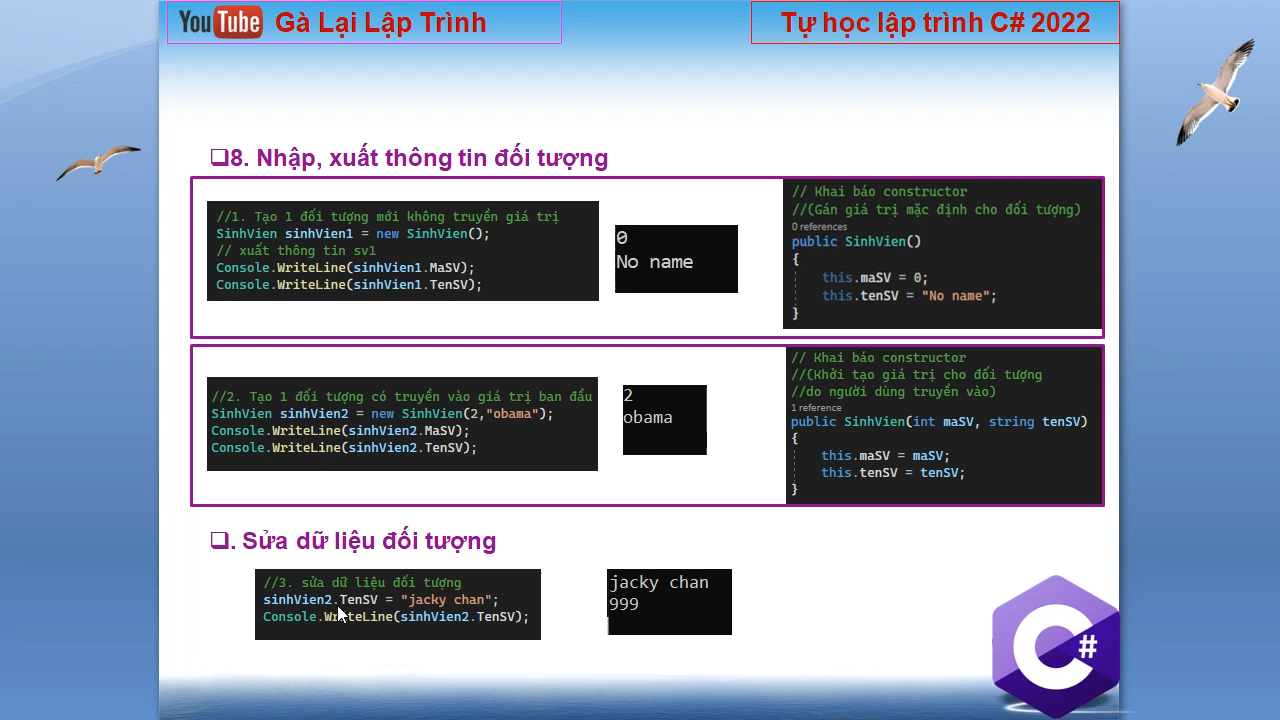 YouTube Gà Lại Lập Trình
Tự học lập trình C# 2022
❑8. Nhập, xuất thông tin đối tượng
//1. Tạo 1 đối tượng mới không truyền giá trị
SinhVien sinhVien1 = new SinhVien();
// xuất thông tin sv1
Console.WriteLine(sinhVien1.MaSV);
Console.WriteLine(sinhVien1.TenSV);
0
No name
// Khai báo constructor
//(Gán giá trị mặc định cho đối tượng)
0 references
public SinhVien()
{
this.maSV = 0;
this.tenSV = "No name";
}
//2. Tạo 1 đối tượng có truyền vào giá trị ban đầu
SinhVien sinhVien2 = new SinhVien(2,"obama");
Console.WriteLine(sinhVien2.MaSV);
Console.WriteLine(sinhVien2.TenSV);
2
obama
// Khai báo constructor
//(Khởi tạo giá trị cho đối tượng
//do người dùng truyền vào)
1 reference
public SinhVien(int maSV, string tenSV)
{
this.maSV = maSV;
this.tenSV = tenSV;
}
❑. Sửa dữ liệu đối tượng
//3. sửa dữ liệu đối tượng
sinhVien2.TenSV = "jacky chan";
Console.WriteLine(sinhVien2.TenSV);
jacky chan
999
C#